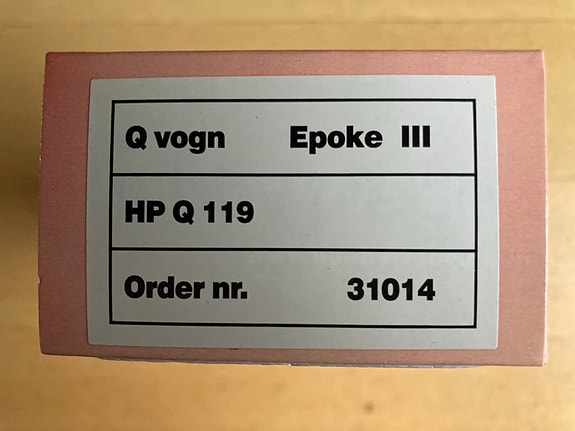 Q vogn Epoke III
HP Q 119
Order nr. 31014